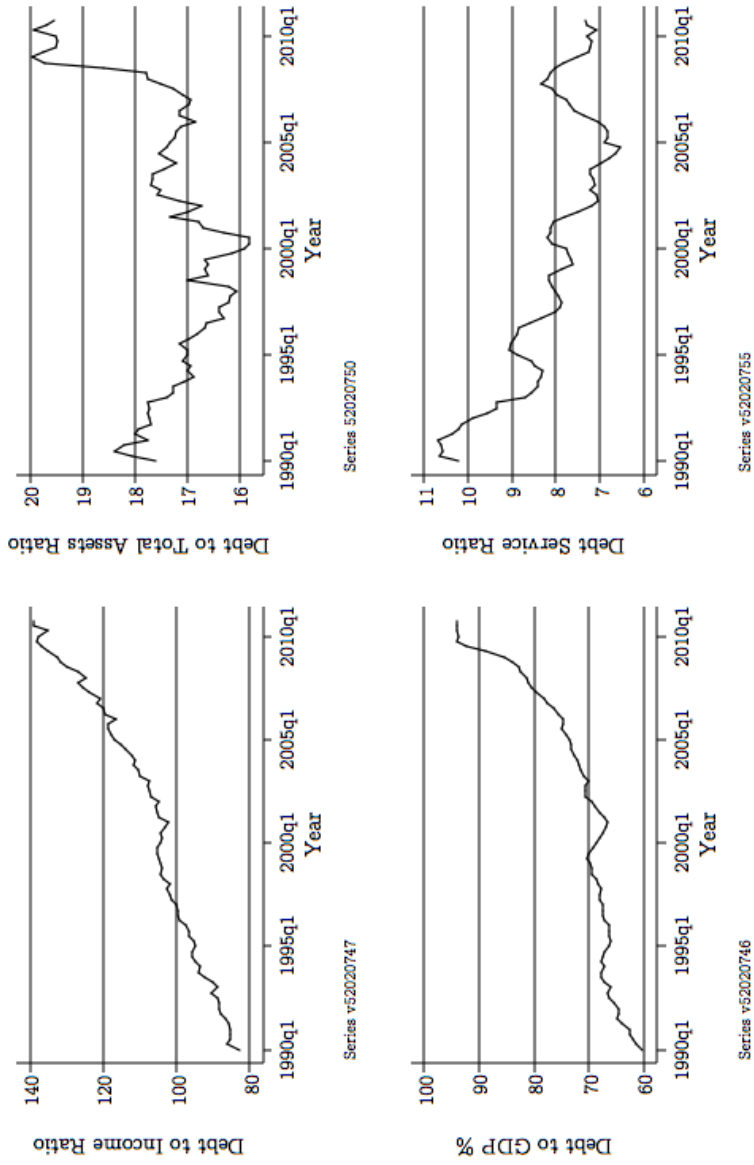 Debt to Income Ratio
140
120
100
80
1990q1 1995q1 2000q1 2005q1 2010q1
Year
Series v52020747
Debt to Total Assets Ratio
20
19
18
17
16
1990q1 1995q1 2000q1 2005q1 2010q1
Year
Series 52020750
Debt to GDP %
100
90
80
70
60
1990q1 1995q1 2000q1 2005q1 2010q1
Year
Series v52020746
Debt Service Ratio
11
10
9
8
7
6
1990q1 1995q1 2000q1 2005q1 2010q1
Year
Series v52020755